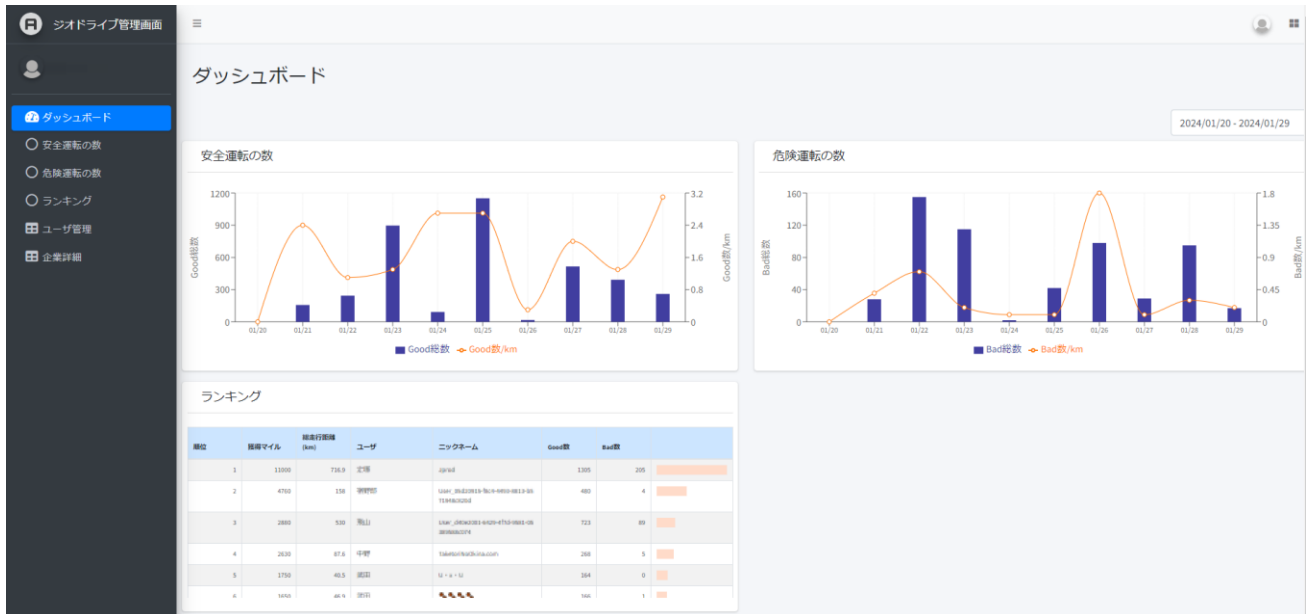 ジオドライブ管理画面
ダッシュボード
安全運転の数
危険運転の数
ランキング
ユーザ管理
企業詳細
ダッシュボード
2024/01/20 - 2024/01/29
安全運転の数
1200
900
600
300
0
3.2
2.4
1.6
0.8
0
Good総数
Good数/km
01/20 01/21 01/22 01/23 01/24 01/25 01/26 01/27 01/28 01/29
Good総数 Good数/km
危険運転の数
160
120
80
40
0
1.8
1.35
0.9
0.45
0
Bad総数
Bad数/km
01/20 01/21 01/22 01/23 01/24 01/25 01/26 01/27 01/28 01/29
Bad総数 Bad数/km
ランキング
順位 獲得マイル 総走行距離(km) ユーザ ニックネーム Good数 Bad数
1 11000 716.9 1385 205
2 4760 158 480 4
3 2880 530 723 89
4 2030 87.6 中野 268 5
5 1750 40.5 164 0
6 1650 46.9 166 1